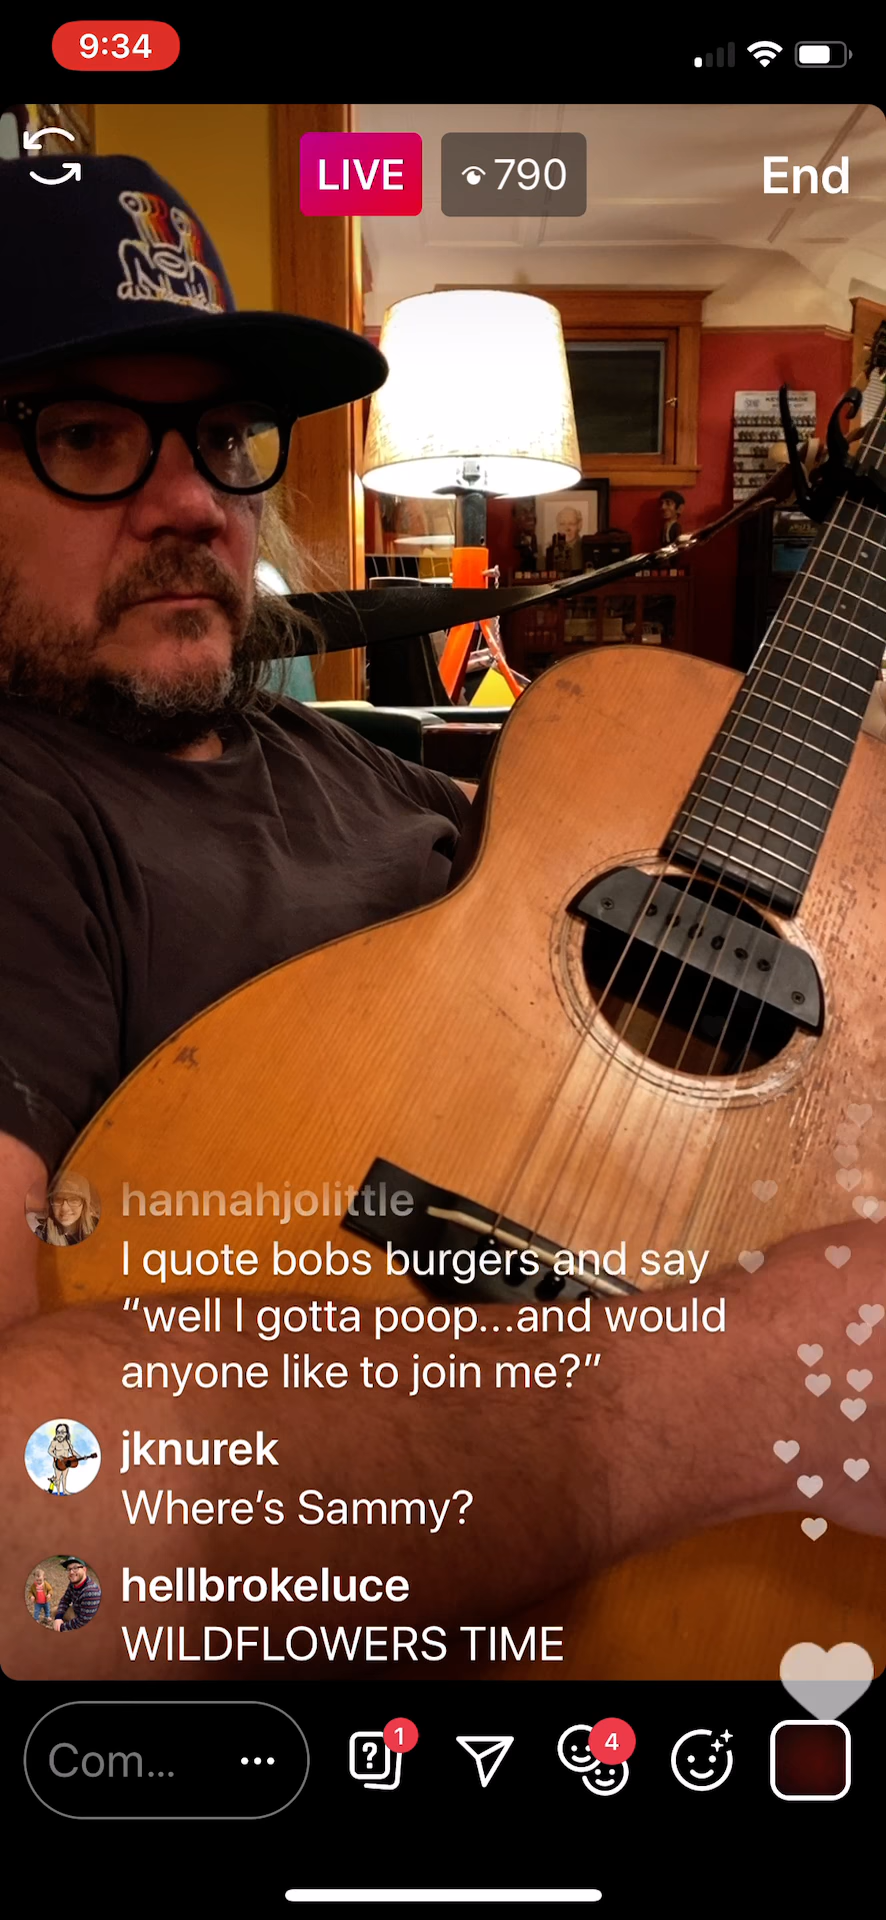 9:34
LIVE
790
End
hannahjolittle
I quote bobs burgers and say
“well I gotta poop...and would
anyone like to join me?”
jknurek
Where’s Sammy?
hellbrokeluce
WILDFLOWERS TIME
Com...
1
4